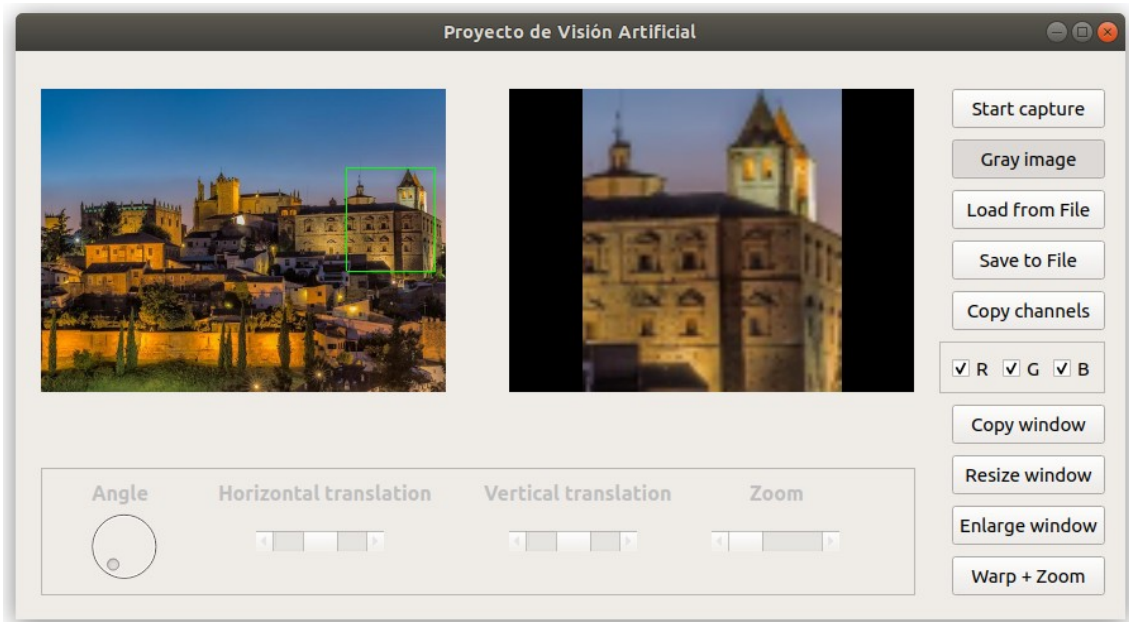 Proyecto de Visión Artificial
Start capture
Gray image
Load from File
Save to File
Copy channels
R G B
Copy window
Resize window
Enlarge window
Warp + Zoom
Angle Horizontal translation Vertical translation Zoom